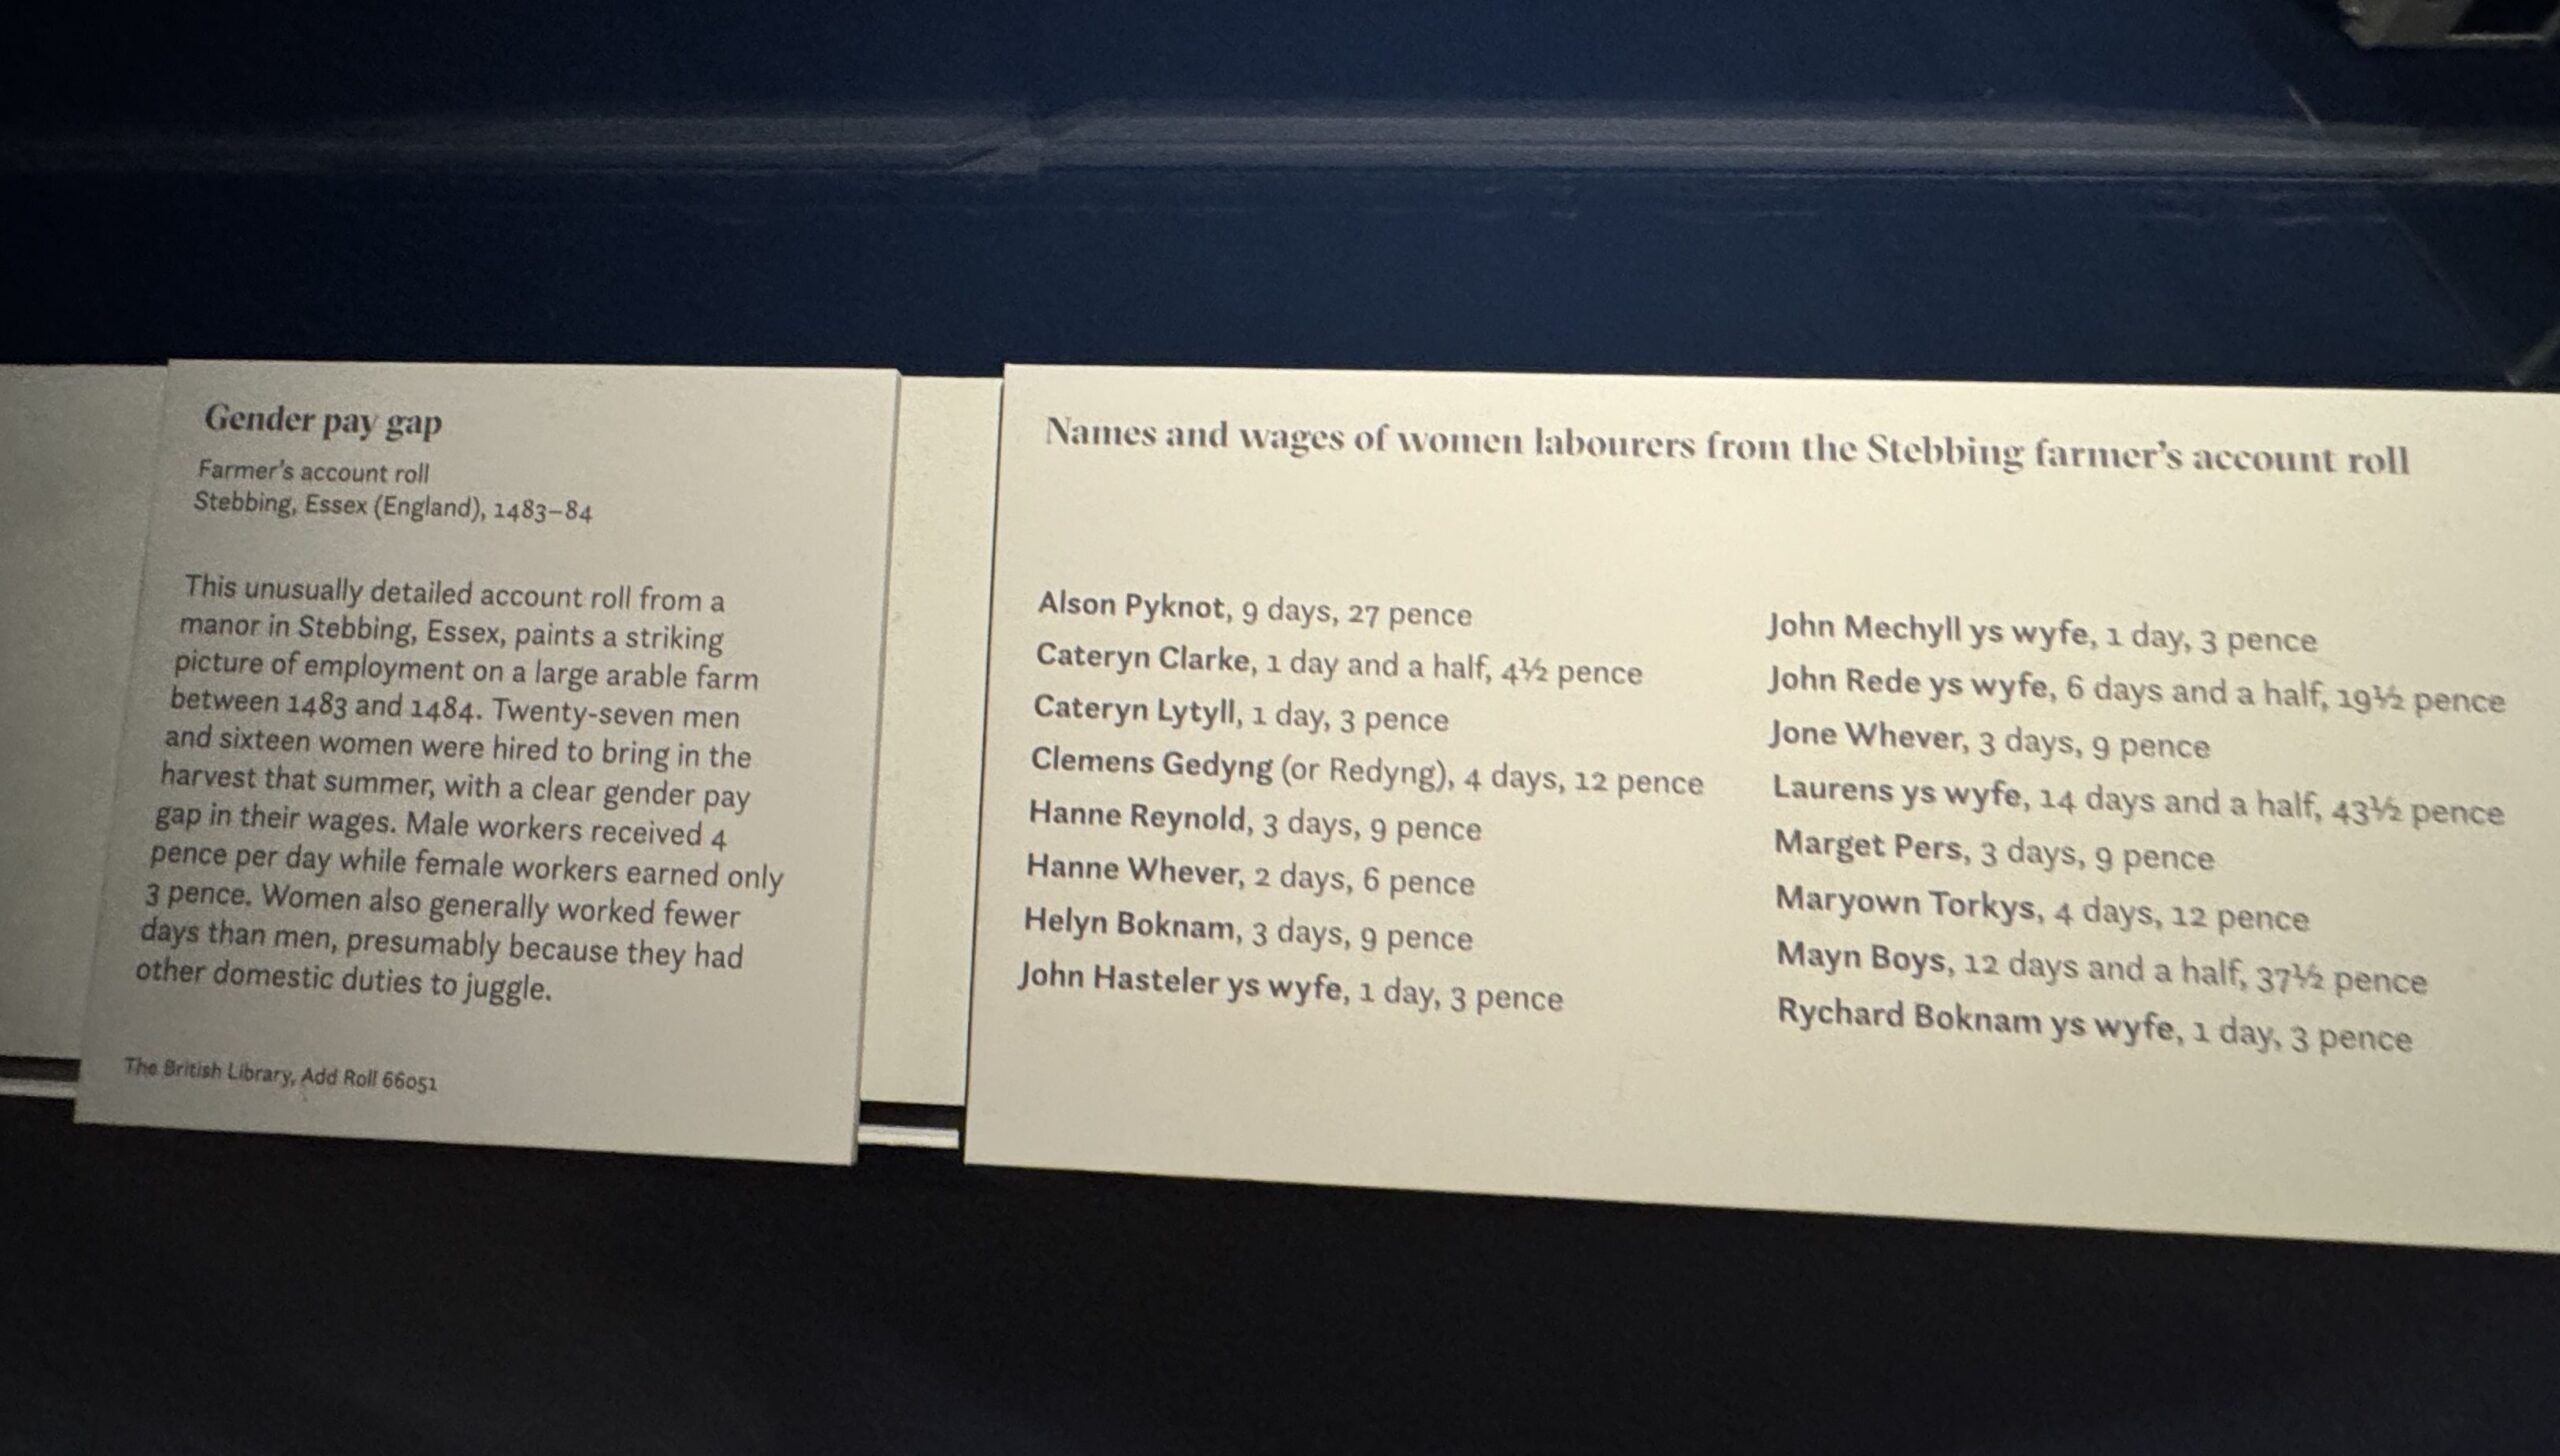 Gender pay gap
Farmer's account roll
Stebbing, Essex (England), 1483–84
This unusually detailed account roll from a
manor in Stebbing, Essex, paints a striking
picture of employment on a large arable farm
between 1483 and 1484. Twenty-seven men
and sixteen women were hired to bring in the
harvest that summer, with a clear gender pay
gap in their wages. Male workers received 4
pence per day while female workers earned only
3 pence. Women also generally worked fewer
days than men, presumably because they had
other domestic duties to juggle.
The British Library, Add Roll 66051
Names and wages of women labourers from the Stebbing farmer's account roll
Alson Pyknot, 9 days, 27 pence
Cateryn Clarke, 1 day and a half, 4½ pence
Cateryn Lytyll, 1 day, 3 pence
Clemens Gedyng (or Redyng), 4 days, 12 pence
Hanne Reynold, 3 days, 9 pence
Hanne Whever, 2 days, 6 pence
Helyn Boknam, 3 days, 9 pence
John Hasteler ys wyfe, 1 day, 3 pence
John Mechyll ys wyfe, 1 day, 3 pence
John Rede ys wyfe, 6 days and a half, 19½ pence
Jone Whever, 3 days, 9 pence
Laurens ys wyfe, 14 days and a half, 43½ pence
Marget Pers, 3 days, 9 pence
Maryown Torkys, 4 days, 12 pence
Mayn Boys, 12 days and a half, 37½ pence
Rychard Boknam ys wyfe, 1 day, 3 pence